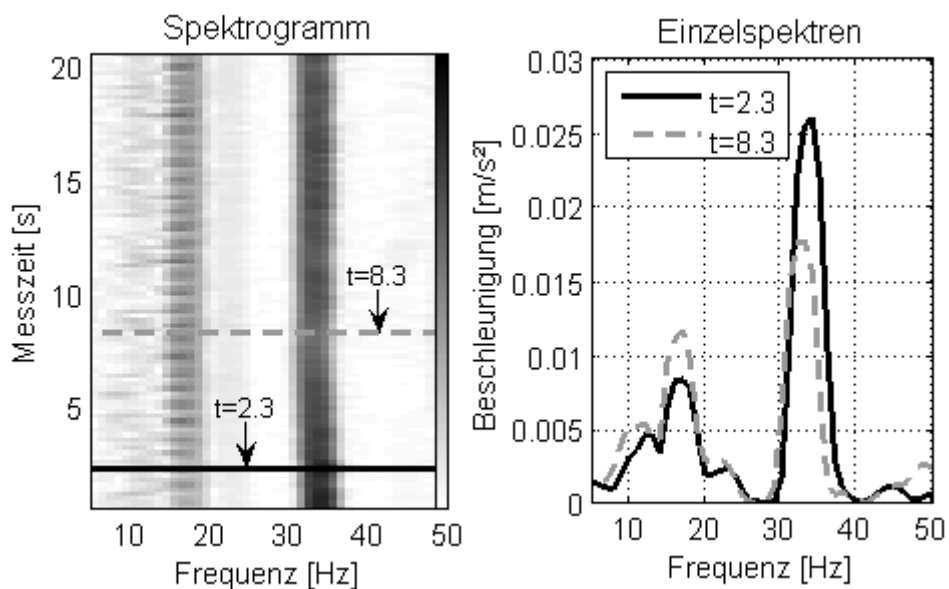 Spektrogramm
Messzeit [s]
20
15
10
5
t=8.3
t=2.3
10 20 30 40 50
Frequenz [Hz]
Einzelspektren
Beschleunigung [m/s²]
0.03
0.025
0.02
0.015
0.01
0.005
0
t=2.3
t=8.3
10 20 30 40 50
Frequenz [Hz]